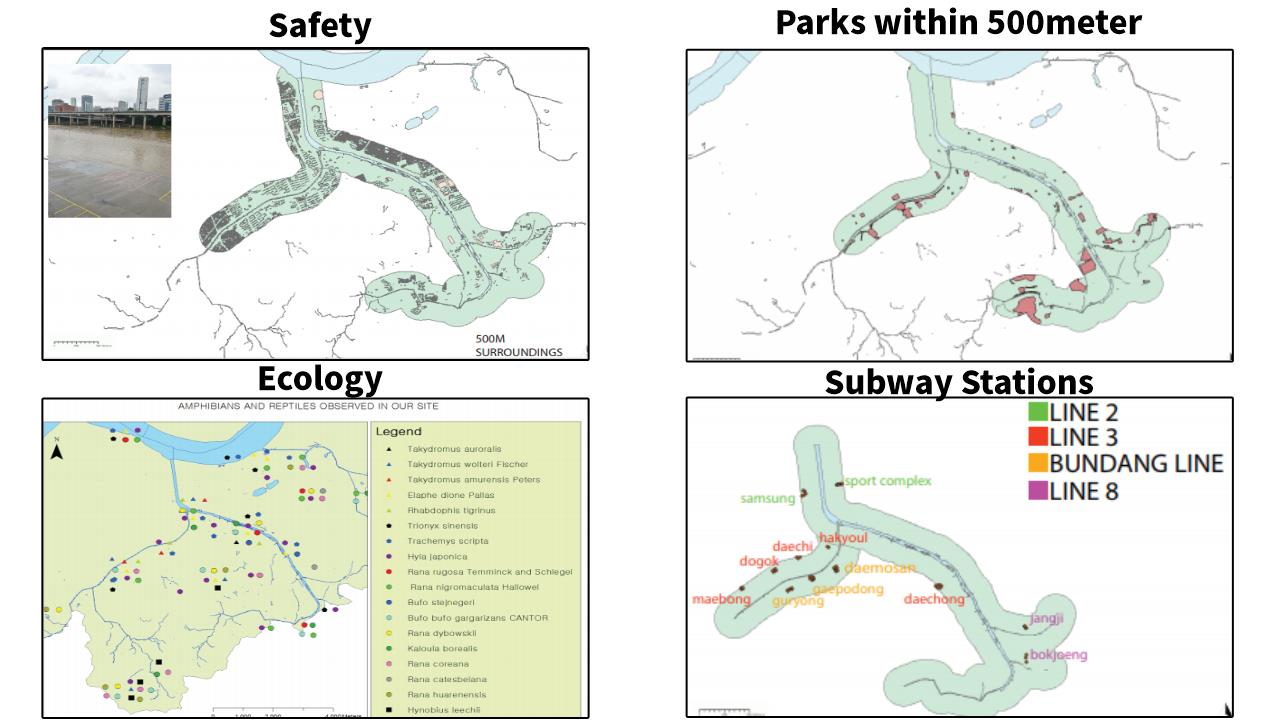 Safety
Parks within 500meter
500M
SURROUNDINGS
Ecology
AMPHIBIANS AND REPTILES OBSERVED IN OUR SITE
N
Legend
Takydromus auroralis
Takydromus wolteri Fischer
Takydromus amurensis Peters
Elaphe dione Pallas
Rhabdophis tigrinus
Trionyx sinensis
Trachemys scripta
Hyla japonica
Rana rugosa Temminck and Schlegel
Rana nigromaculata Hallowel
Bufo stejnegeri
Bufo bufo gargarizans CANTOR
Rana dybowskii
Kaloula borealis
Rana coreana
Rana catesbeiana
Rana huarenensis
Hynobius leechii
Subway Stations
LINE 2
LINE 3
BUNDANG LINE
LINE 8
sport complex
samsung
hakyoul
daechi
dogok
daemosan
gaepodong
maebong
guryong
daechong
jangji
bokjoeng